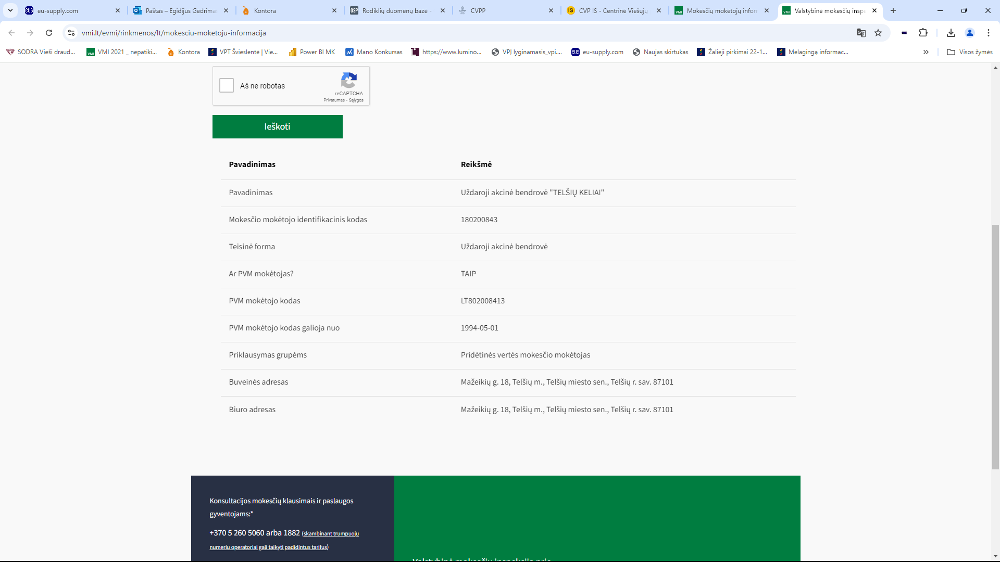 eu-supply.com
Paštas – Egidijus Gedrima
Kontora
Rodiklių duomenų bazė -
CVPP
CVP IS - Centrinė Viešųjų
Mokesčių mokėtojų infor
Valstybinė mokesčių insp
vmi.lt/evmi/rinkmenos/lt/mokesciu-moketoju-informacija
SODRA Vieši draud...
VMI 2021 _ nepatiki...
Kontora
VPT Švieslentė | Vie...
Power BI MK
Mano Konkursas
https://www.lumino...
VPĮ lyginamasis_vpi....
eu-supply.com
Naujas skirtukas
Žalieji pirkimai 22-1...
Melagingą informac...
Visos žymės
Aš ne robotas
reCAPTCHA
Privatumas - Sąlygos
Ieškoti
Pavadinimas Reikšmė
Pavadinimas Uždaroji akcinė bendrovė "TELŠIŲ KELIAI"
Mokesčio mokėtojo identifikacinis kodas 180200843
Teisinė forma Uždaroji akcinė bendrovė
Ar PVM mokėtojas? TAIP
PVM mokėtojo kodas LT802008413
PVM mokėtojo kodas galioja nuo 1994-05-01
Priklausymas grupėms Pridėtinės vertės mokesčio mokėtojas
Buveinės adresas Mažeikių g. 18, Telšių m., Telšių miesto sen., Telšių r. sav. 87101
Biuro adresas Mažeikių g. 18, Telšių m., Telšių miesto sen., Telšių r. sav. 87101
Konsultacijos mokesčių klausimais ir paslaugos
gyventojams:*
+370 5 260 5060 arba 1882 (skambinant trumpuoju
numeriu operatoriai gali taikyti padidintus tarifus)
Valstybinė mokesčių inspekcija prie